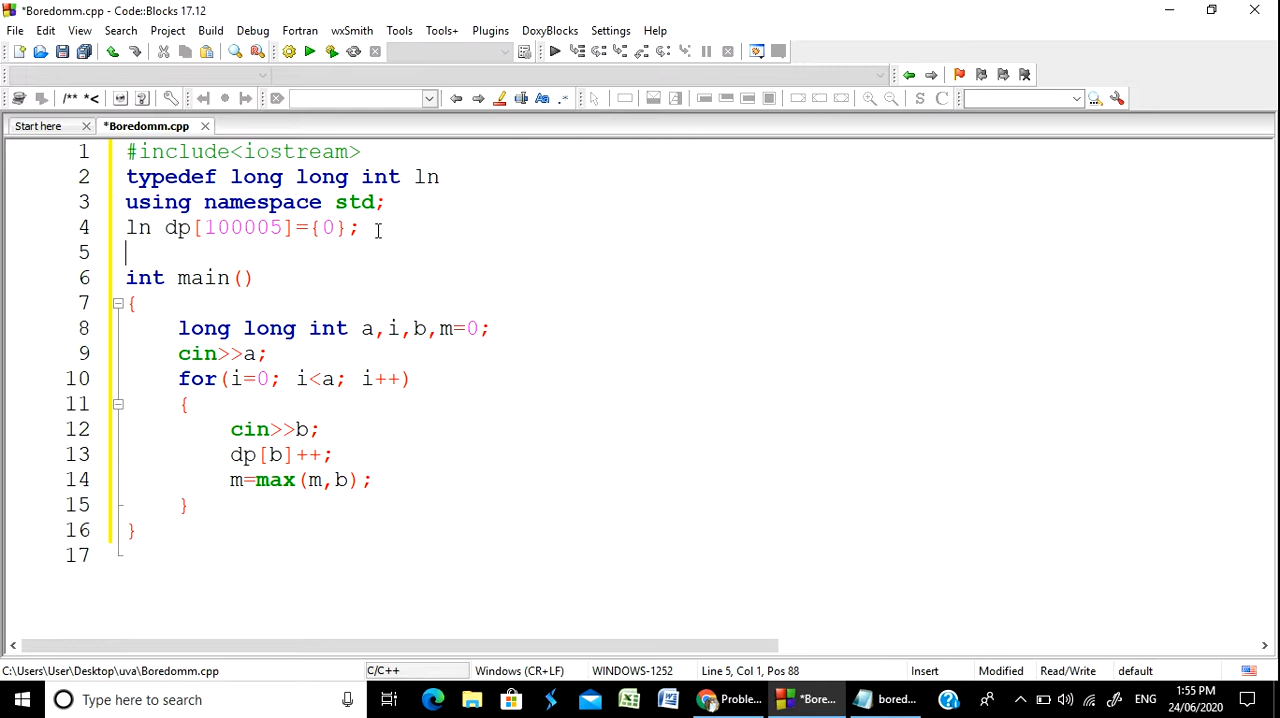 *Boredomm.cpp - Code::Blocks 17.12
File Edit View Search Project Build Debug Fortran wxSmith Tools Tools+ Plugins DoxyBlocks Settings Help
/** *<
Aa .*
S C
Start here *Boredomm.cpp
1 #include<iostream>
2 typedef long long int ln
3 using namespace std;
4 ln dp[100005]={0};
5
6 int main()
7 {
8 long long int a,i,b,m=0;
9 cin>>a;
10 for(i=0; i<a; i++)
11 {
12 cin>>b;
13 dp[b]++;
14 m=max(m,b);
15 }
16 }
17
C:\Users\User\Desktop\uva\Boredomm.cpp C/C++ Windows (CR+LF) WINDOWS-1252 Line 5, Col 1, Pos 88 Insert Modified Read/Write default
Type here to search Proble... *Bore... bored... ENG 1:55 PM
24/06/2020